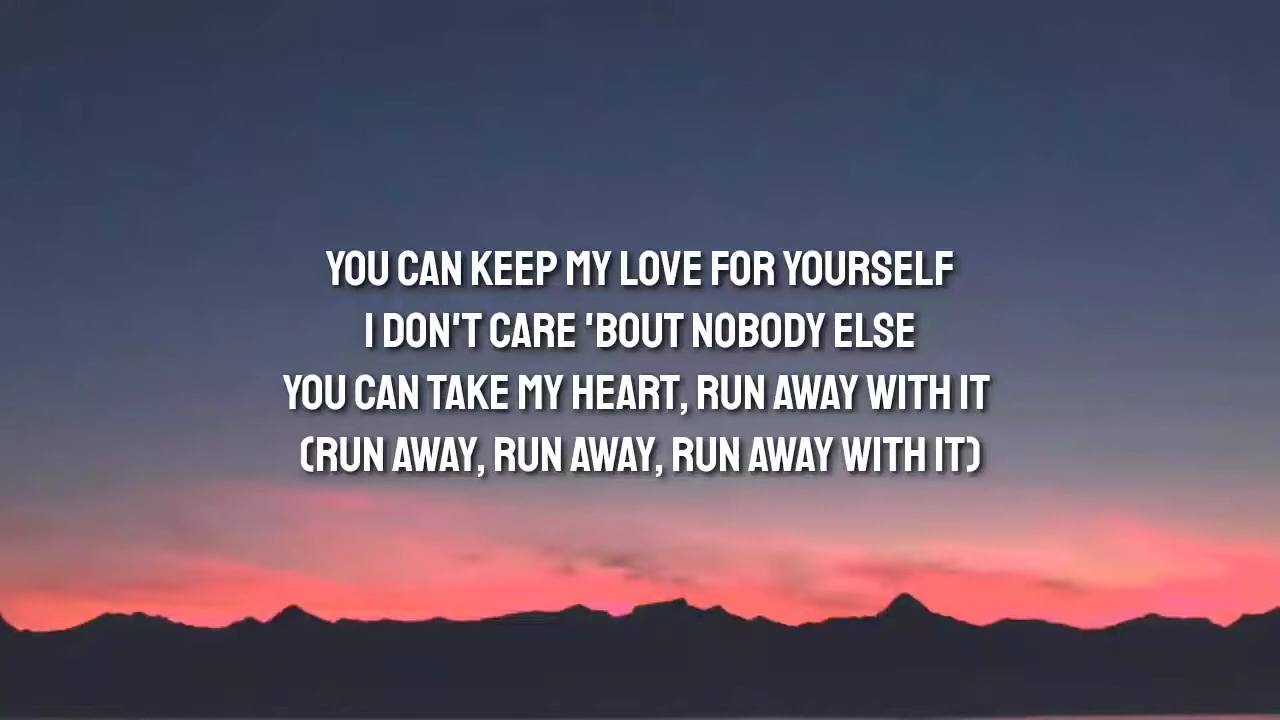 YOU CAN KEEP MY LOVE FOR YOURSELF
I DON'T CARE 'BOUT NOBODY ELSE
YOU CAN TAKE MY HEART, RUN AWAY WITH IT
(RUN AWAY, RUN AWAY, RUN AWAY WITH IT)